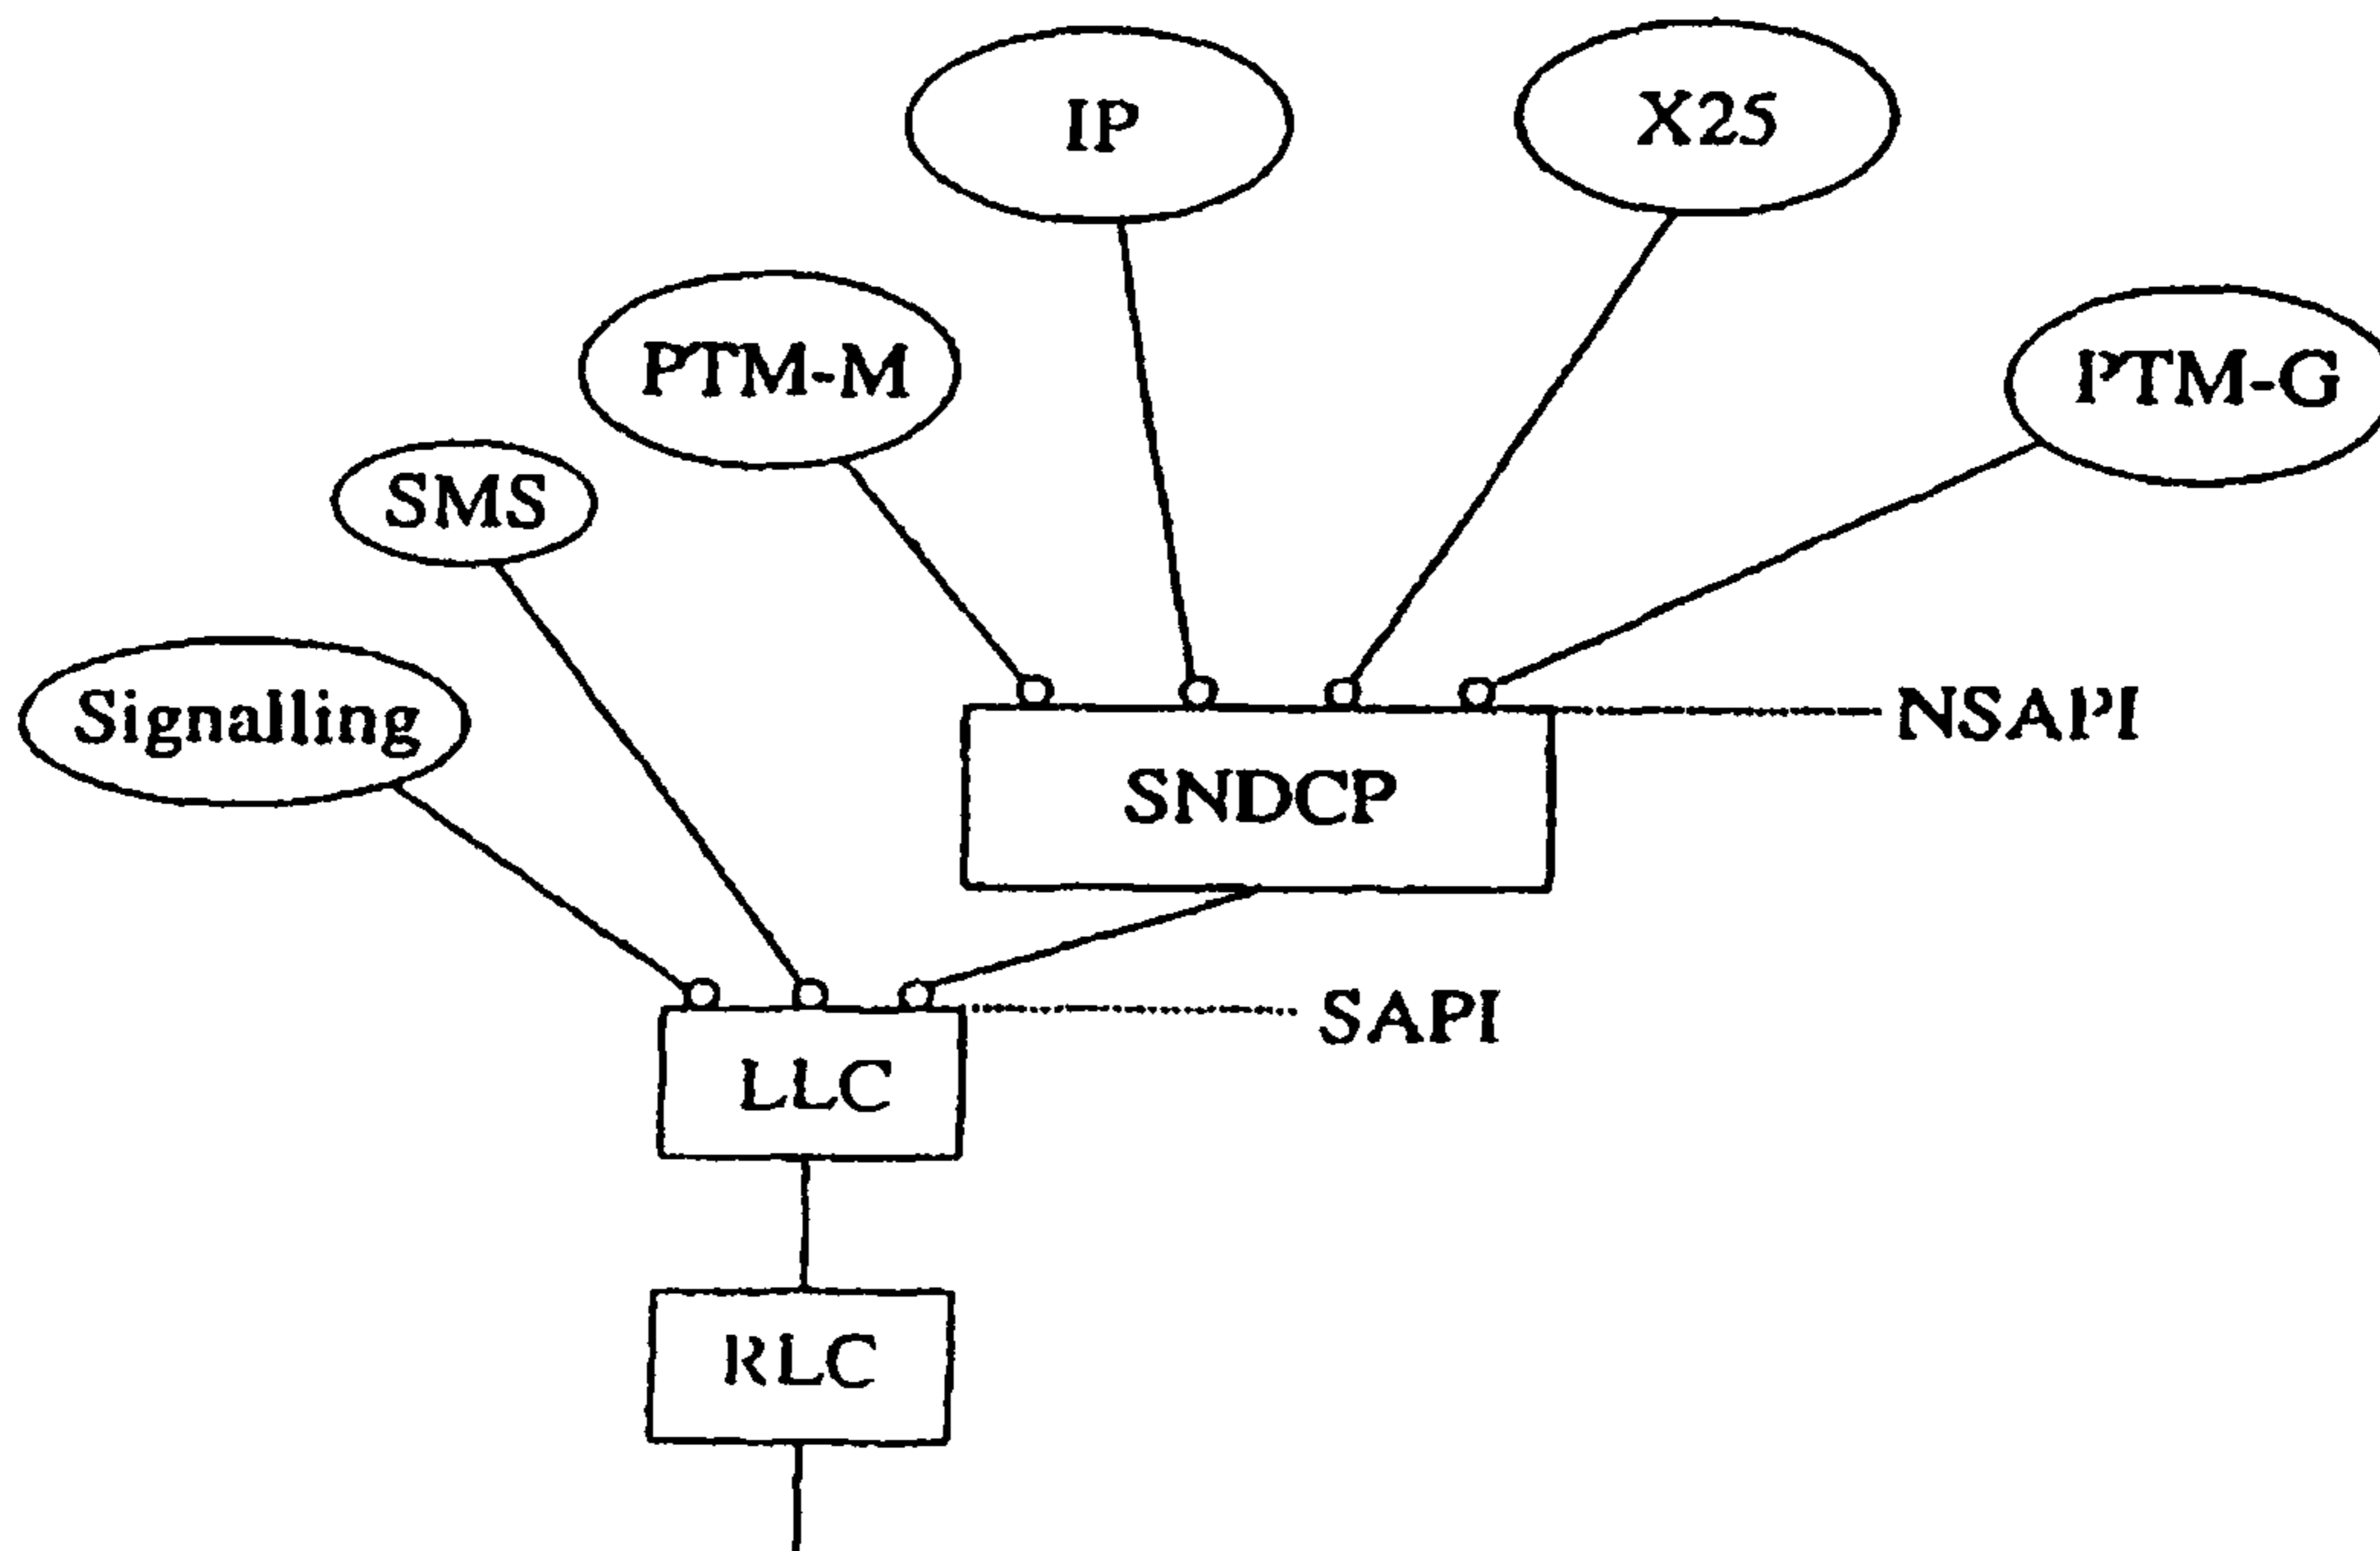 IP
X25
PTM-M
PTM-G
SMS
Signalling
NSAPI
SNDCP
SAPI
LLC
RLC